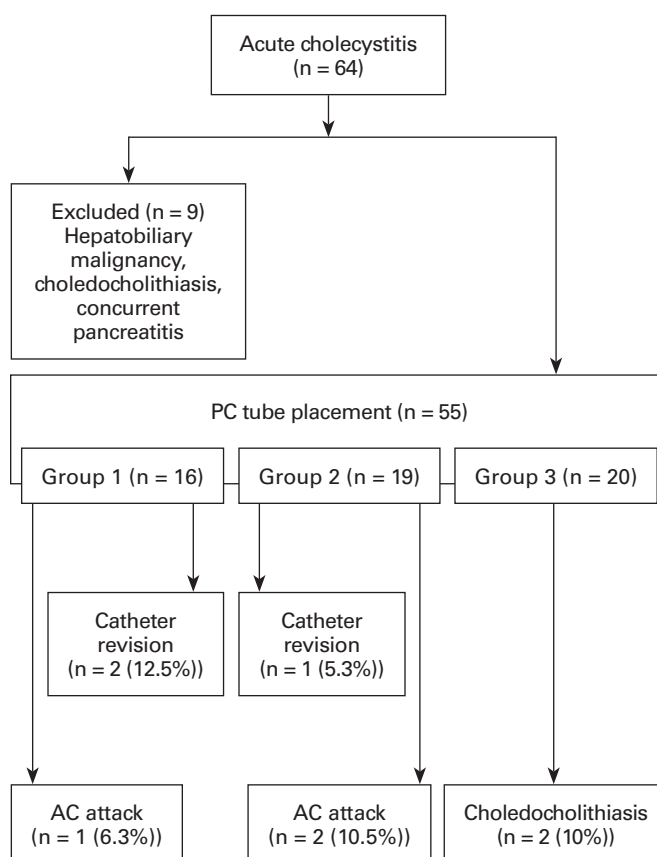 Acute cholecystitis
(n = 64)
Excluded (n = 9)
Hepatobiliary
malignancy,
choledocholithiasis,
concurrent
pancreatitis
PC tube placement (n = 55)
Group 1 (n = 16)
Group 2 (n = 19)
Group 3 (n = 20)
Catheter
revision
(n = 2 (12.5%))
Catheter
revision
(n = 1 (5.3%))
AC attack
(n = 1 (6.3%))
AC attack
(n = 2 (10.5%))
Choledocholithiasis
(n = 2 (10%))